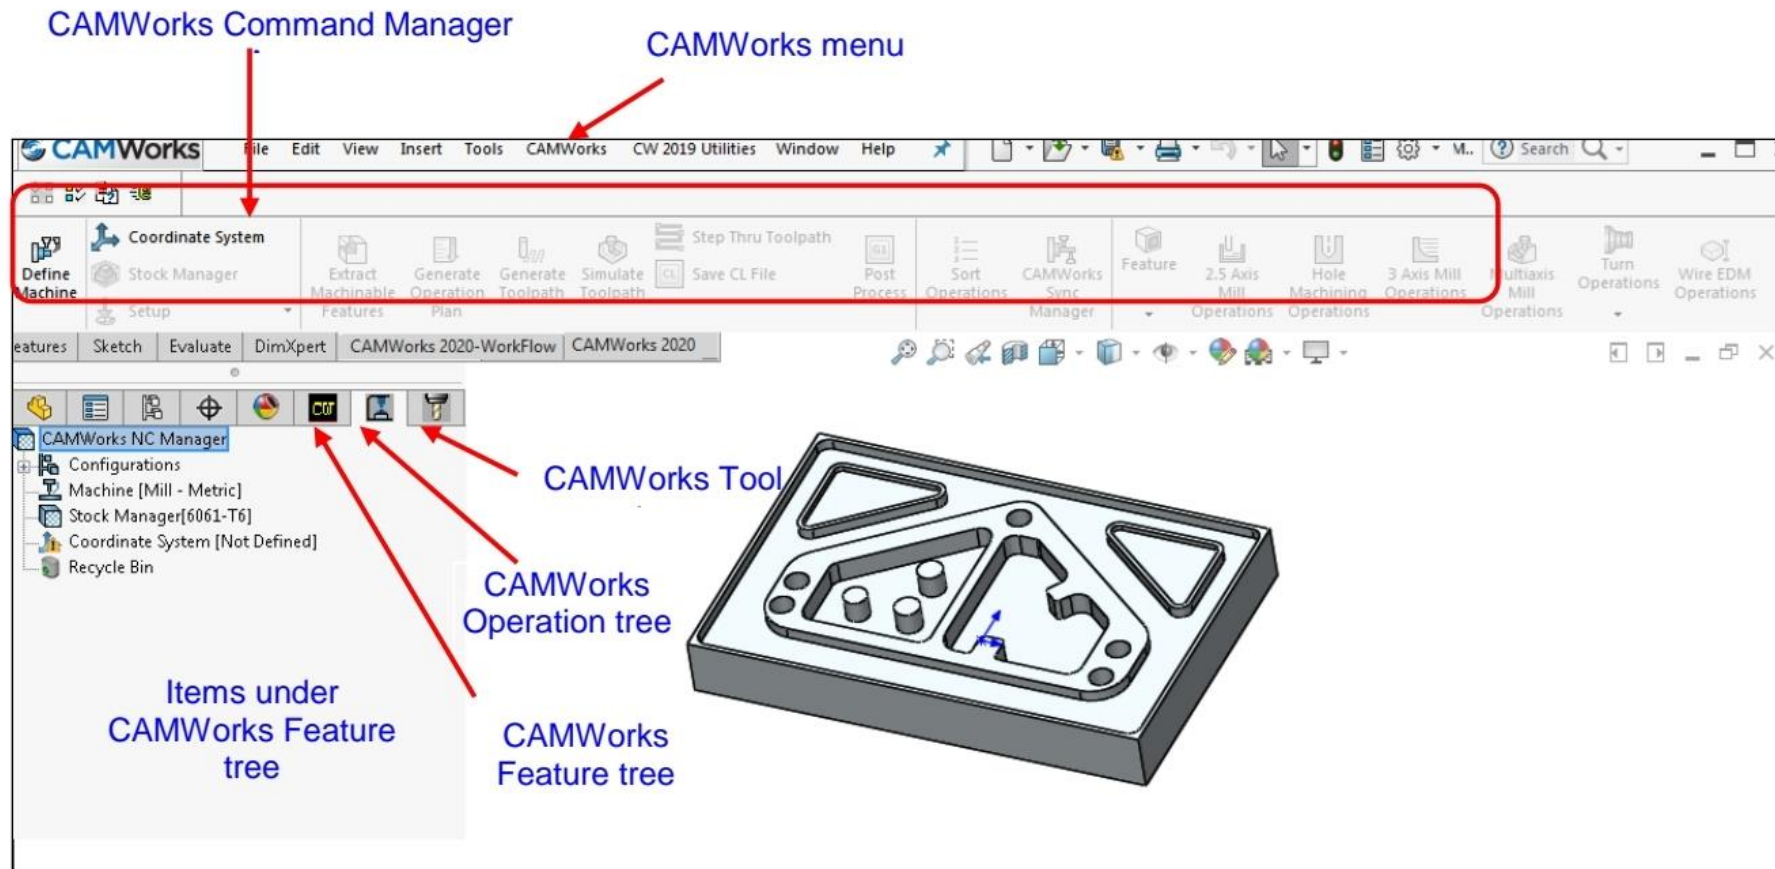 CAMWorks Command Manager
CAMWorks menu
CAMWorks File Edit View Insert Tools CAMWorks CW 2019 Utilities Window Help M.. Search
Define
Machine
Coordinate System
Stock Manager
Setup
Extract
Machinable
Features
Generate
Operation
Plan
Generate
Toolpath
Simulate
Toolpath
Step Thru Toolpath
CL Save CL File
G1
Post
Process
Sort
Operations
CAMWorks
Sync
Manager
Feature
2.5 Axis
Mill
Operations
Hole
Machining
Operations
3 Axis Mill
Operations
Multiaxis
Mill
Operations
Turn
Operations
Wire EDM
Operations
eatures Sketch Evaluate DimXpert CAMWorks 2020-WorkFlow CAMWorks 2020
CW
CAMWorks NC Manager
Configurations
Machine [Mill - Metric]
Stock Manager[6061-T6]
Coordinate System [Not Defined]
Recycle Bin
CAMWorks Tool
CAMWorks
Operation tree
Items under
CAMWorks Feature
tree
CAMWorks
Feature tree